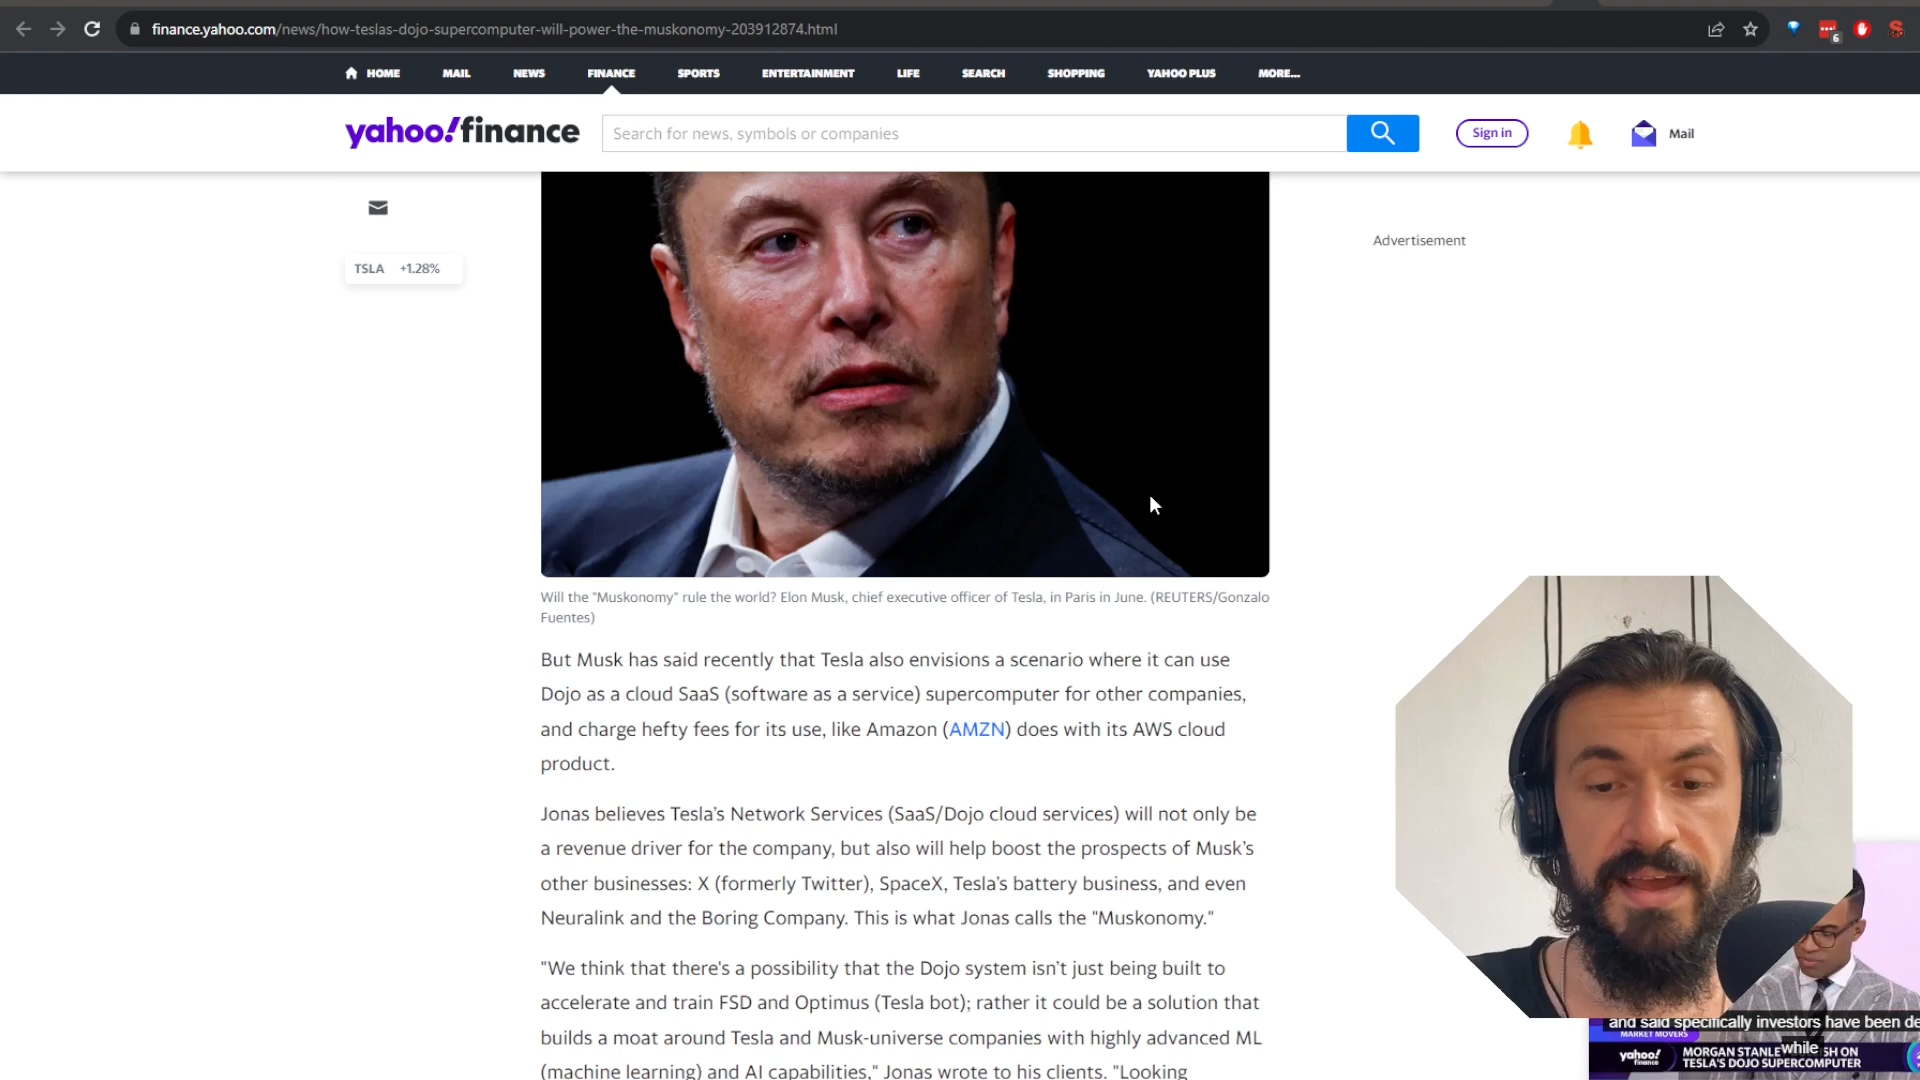 finance.yahoo.com/news/how-teslas-dojo-supercomputer-will-power-the-muskonomy-203912874.html
6
HOME MAIL NEWS FINANCE SPORTS ENTERTAINMENT LIFE SEARCH SHOPPING YAHOO PLUS MORE...
yahoo!finance
Search for news, symbols or companies
Sign in
Mail
Advertisement
TSLA +1.28%
Will the "Muskonomy" rule the world? Elon Musk, chief executive officer of Tesla, in Paris in June. (REUTERS/Gonzalo
Fuentes)
But Musk has said recently that Tesla also envisions a scenario where it can use
Dojo as a cloud SaaS (software as a service) supercomputer for other companies,
and charge hefty fees for its use, like Amazon (AMZN) does with its AWS cloud
product.
Jonas believes Tesla's Network Services (SaaS/Dojo cloud services) will not only be
a revenue driver for the company, but also will help boost the prospects of Musk's
other businesses: X (formerly Twitter), SpaceX, Tesla's battery business, and even
Neuralink and the Boring Company. This is what Jonas calls the "Muskonomy."
"We think that there's a possibility that the Dojo system isn't just being built to
accelerate and train FSD and Optimus (Tesla bot); rather it could be a solution that
builds a moat around Tesla and Musk-universe companies with highly advanced ML
(machine learning) and AI capabilities," Jonas wrote to his clients. "Looking
and said specifically investors have been de
while
MARKET MOVERS
yahoo!
finance
MORGAN STANLE SH ON
TESLA'S DOJO SUPERCOMPUTER